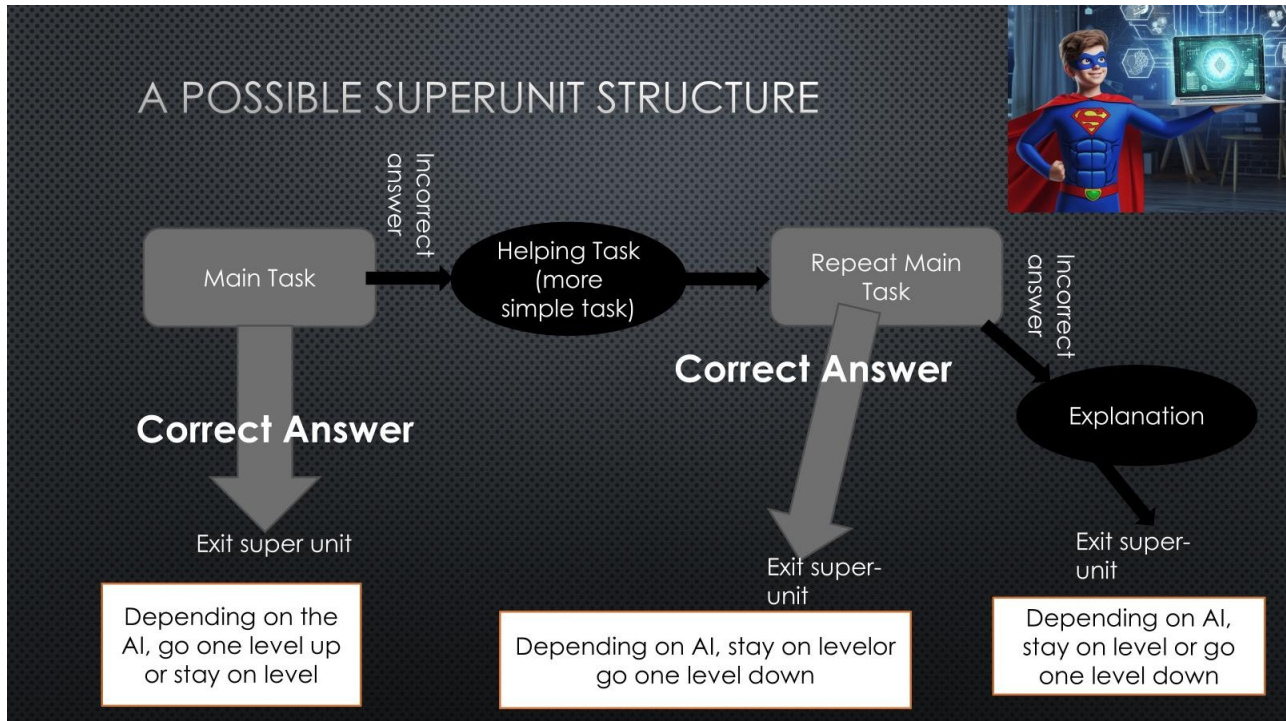 A POSSIBLE SUPERUNIT STRUCTURE
Incorrect
answer
Main Task
Helping Task
(more
simple task)
Repeat Main
Task
Incorrect
answer
Correct Answer
Correct Answer
Explanation
Exit super unit
Exit super-
unit
Exit super-
unit
Depending on the
AI, go one level up
or stay on level
Depending on AI, stay on levelor
go one level down
Depending on AI,
stay on level or go
one level down